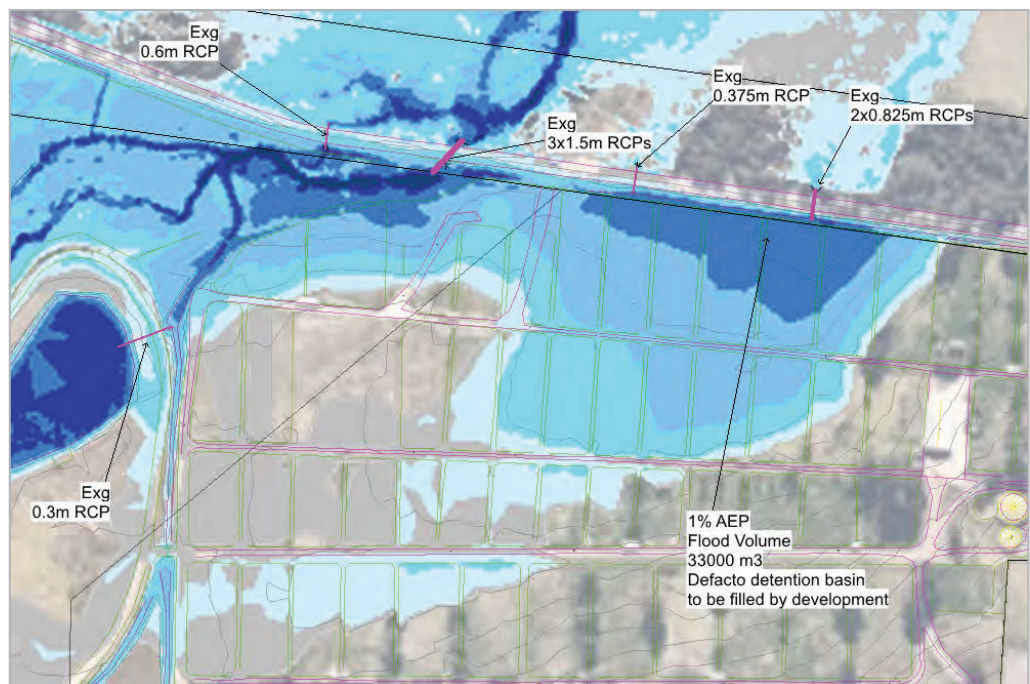 Exg
0.6m RCP
Exg
0.375m RCP
Exg
2x0.825m RCPs
Exg
3x1.5m RCPs
Exg
0.3m RCP
1% AEP
Flood Volume
33000 m3
Defacto detention basin
to be filled by development